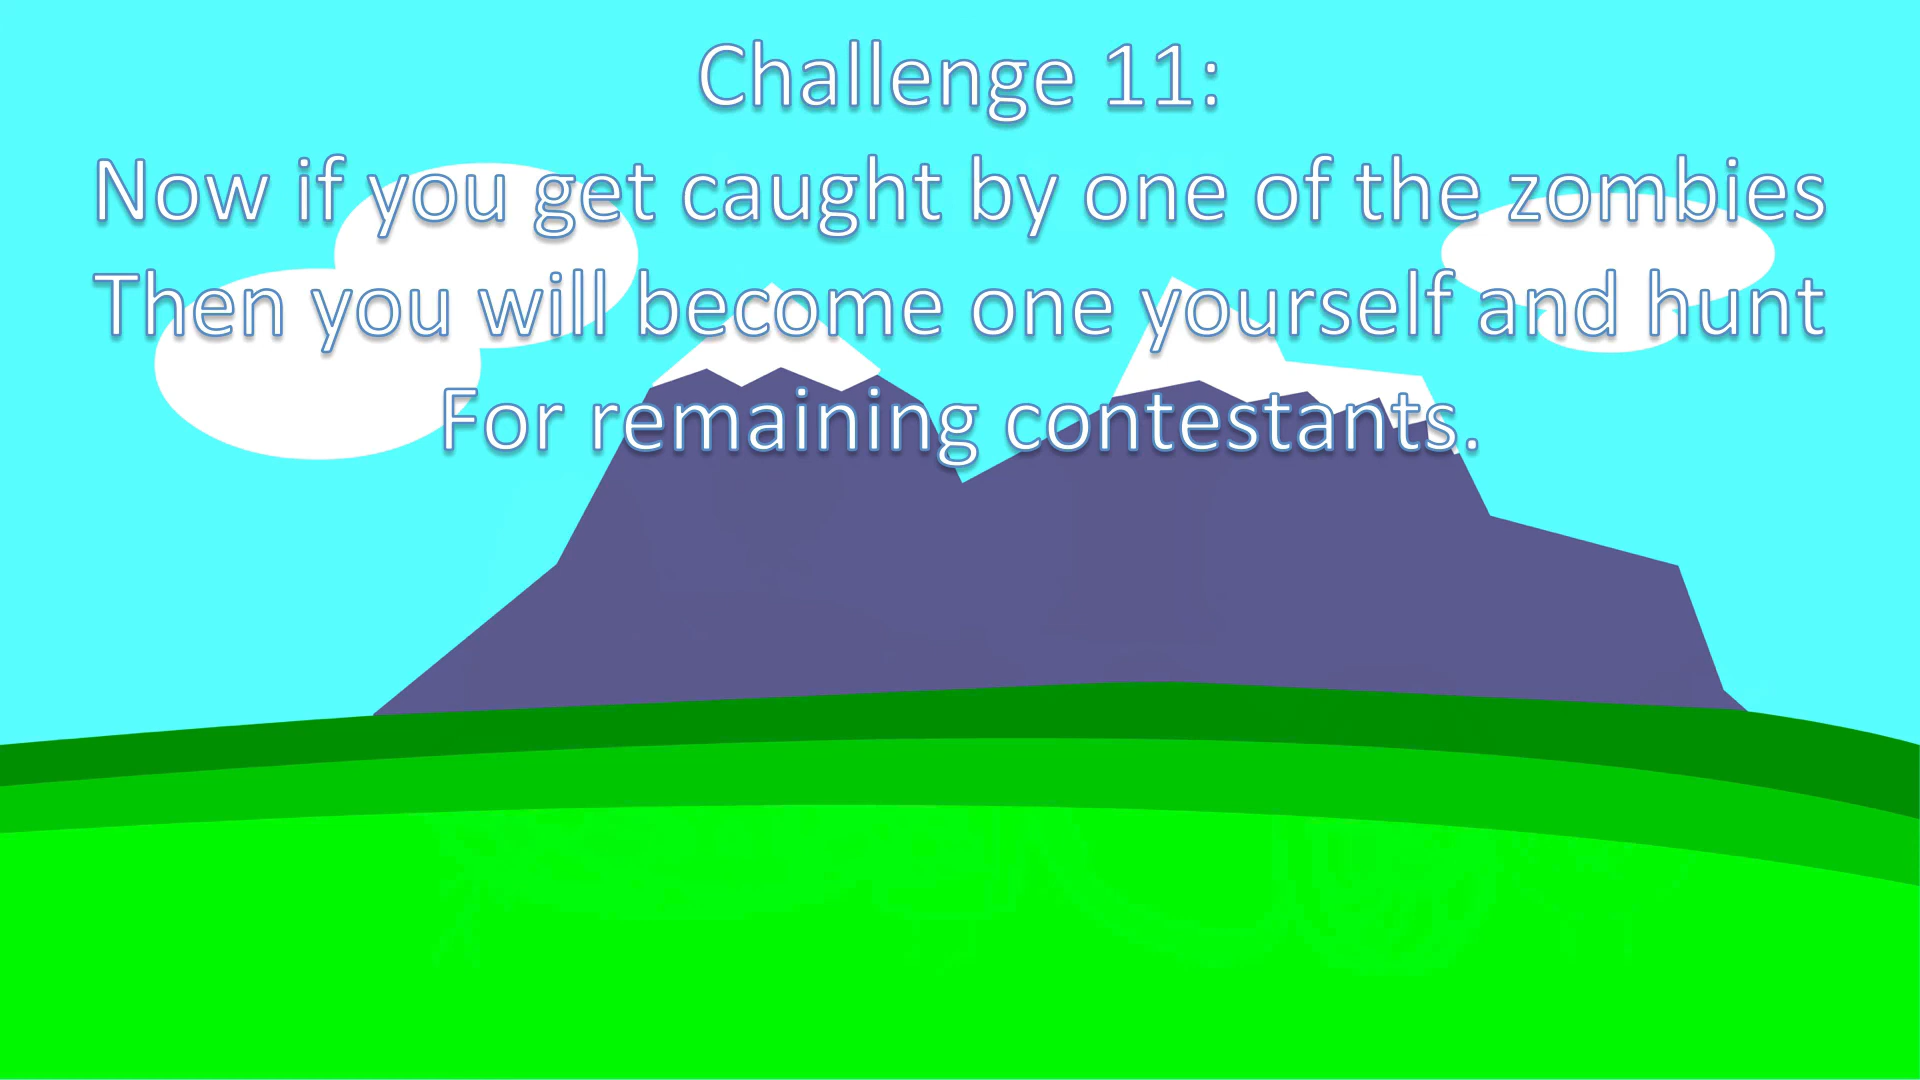 Challenge 11:
Now if you get caught by one of the zombies
Then you will become one yourself and hunt
For remaining contestants.